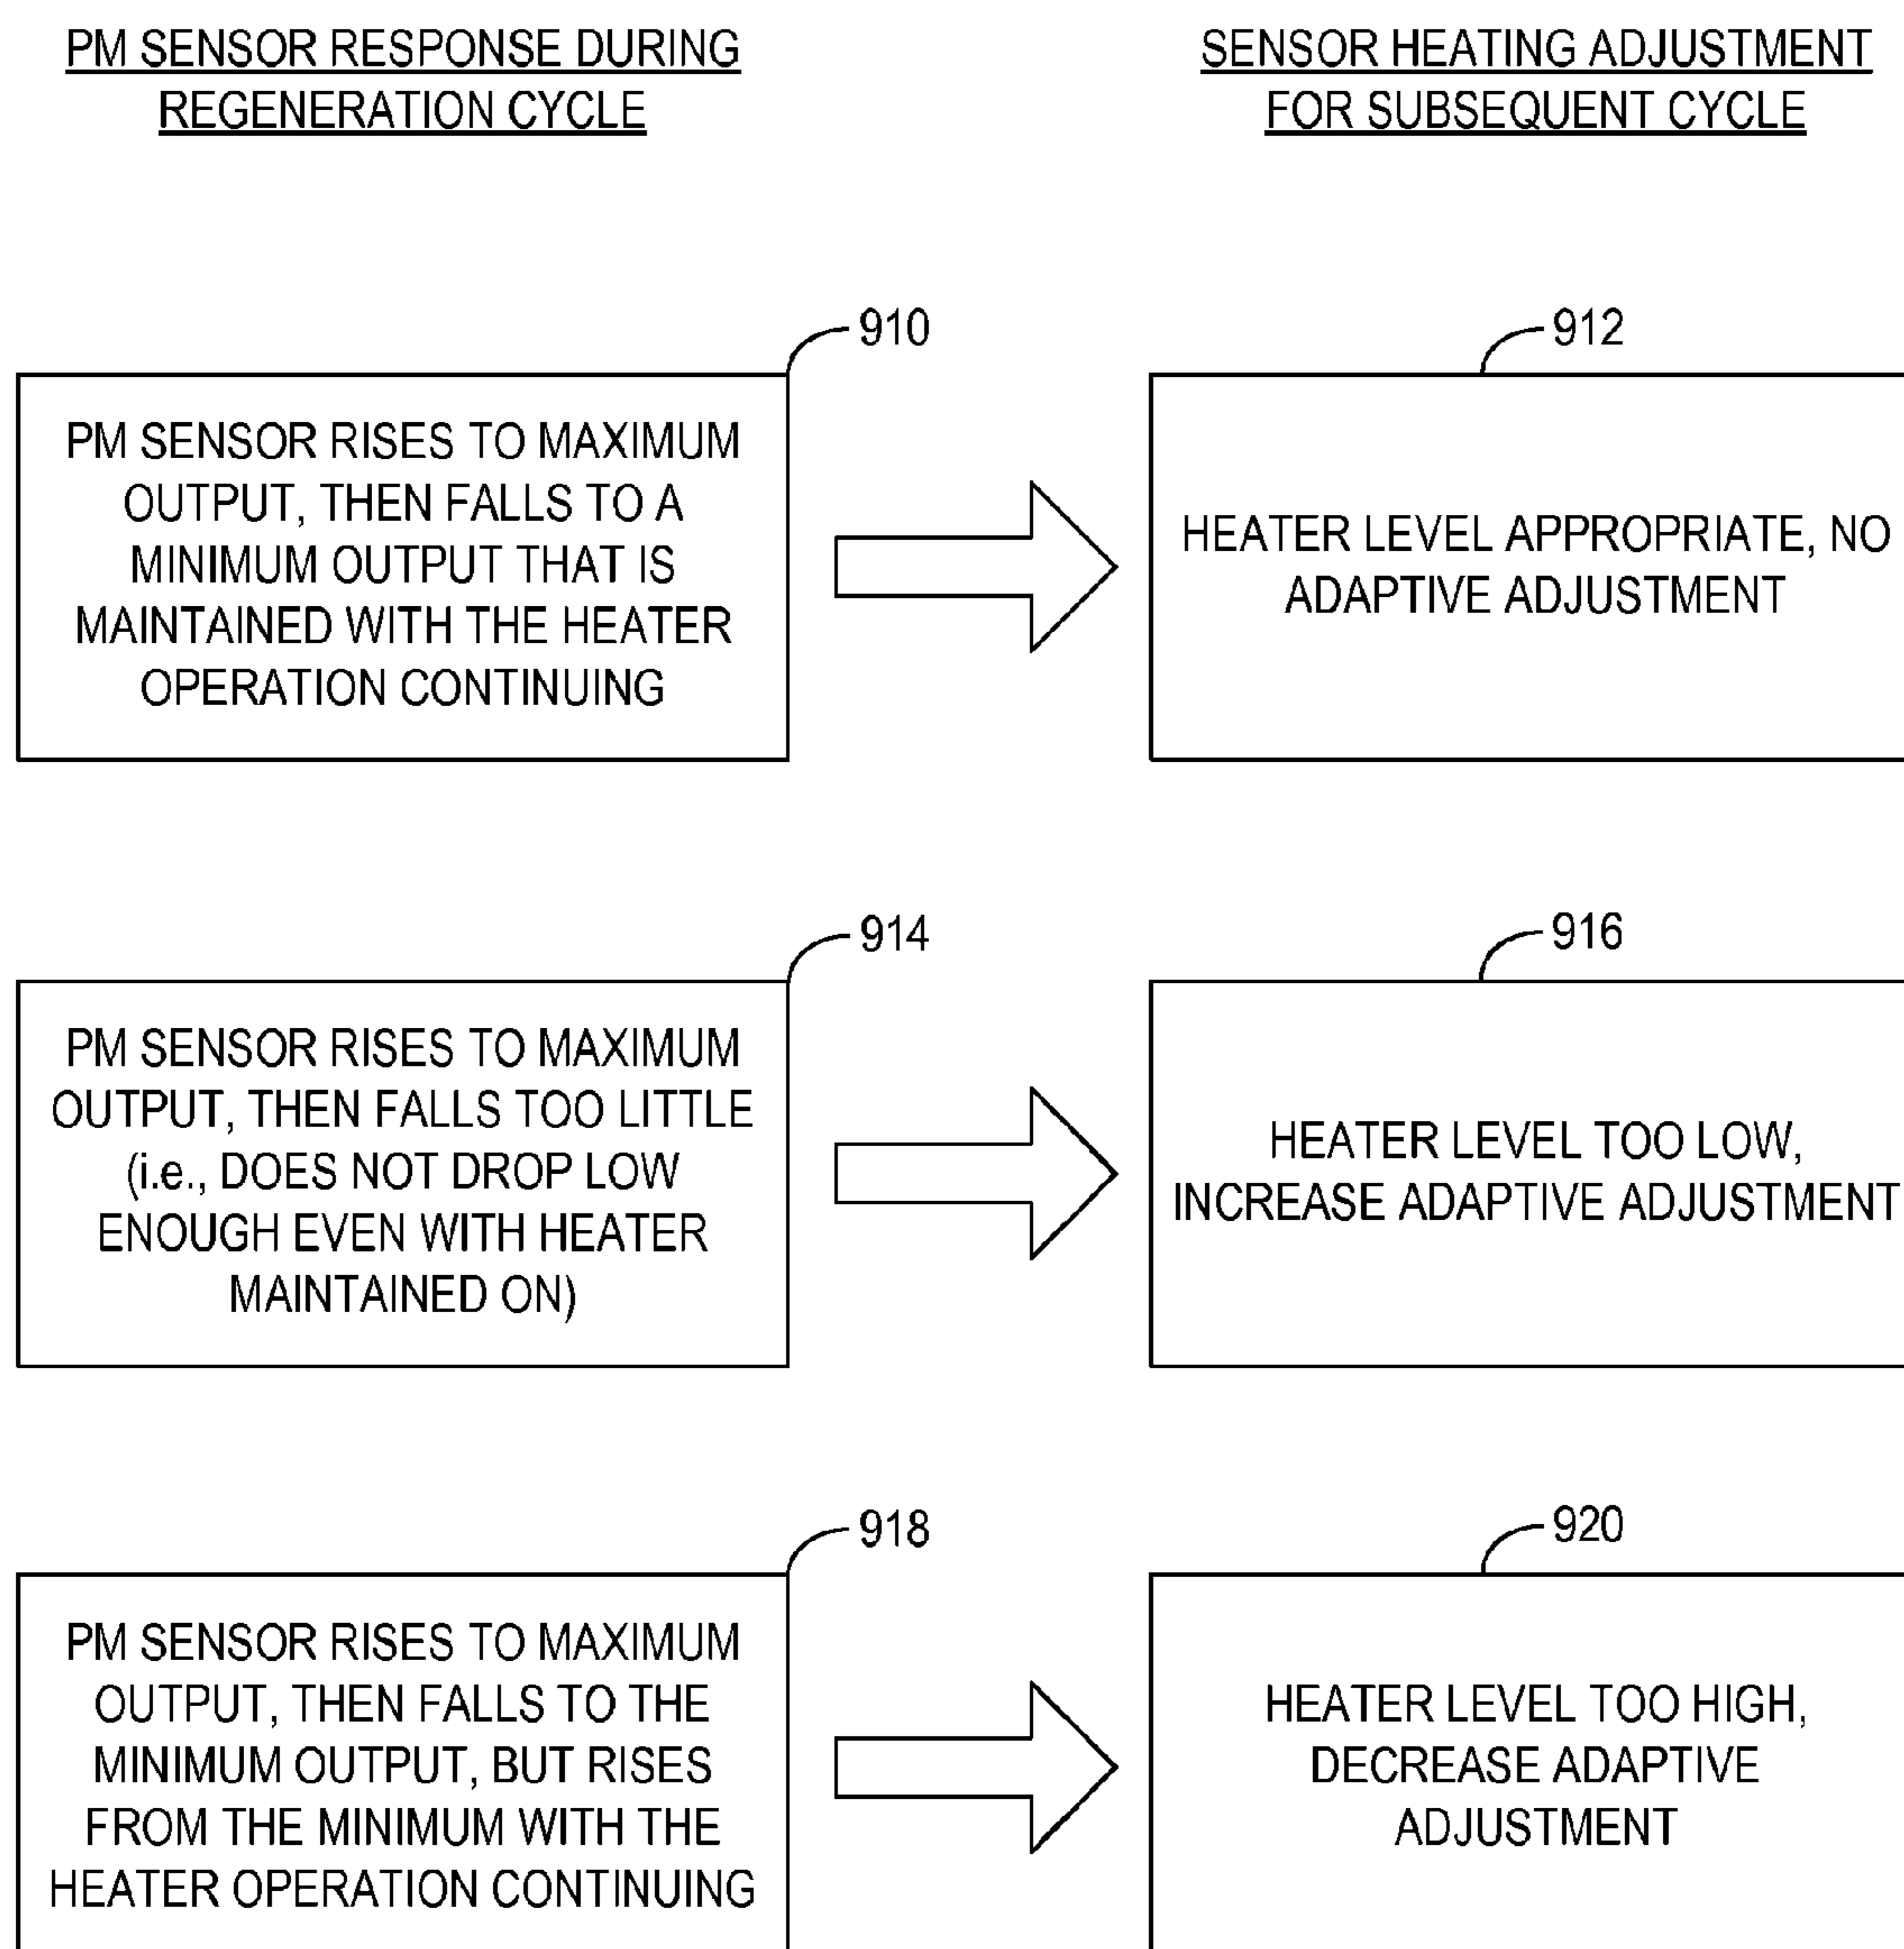 PM SENSOR RESPONSE DURING
REGENERATION CYCLE
SENSOR HEATING ADJUSTMENT
FOR SUBSEQUENT CYCLE
910
PM SENSOR RISES TO MAXIMUM
OUTPUT, THEN FALLS TO A
MINIMUM OUTPUT THAT IS
MAINTAINED WITH THE HEATER
OPERATION CONTINUING
912
HEATER LEVEL APPROPRIATE, NO
ADAPTIVE ADJUSTMENT
914
PM SENSOR RISES TO MAXIMUM
OUTPUT, THEN FALLS TOO LITTLE
(i.e., DOES NOT DROP LOW
ENOUGH EVEN WITH HEATER
MAINTAINED ON)
916
HEATER LEVEL TOO LOW,
INCREASE ADAPTIVE ADJUSTMENT
918
PM SENSOR RISES TO MAXIMUM
OUTPUT, THEN FALLS TO THE
MINIMUM OUTPUT, BUT RISES
FROM THE MINIMUM WITH THE
HEATER OPERATION CONTINUING
920
HEATER LEVEL TOO HIGH,
DECREASE ADAPTIVE
ADJUSTMENT